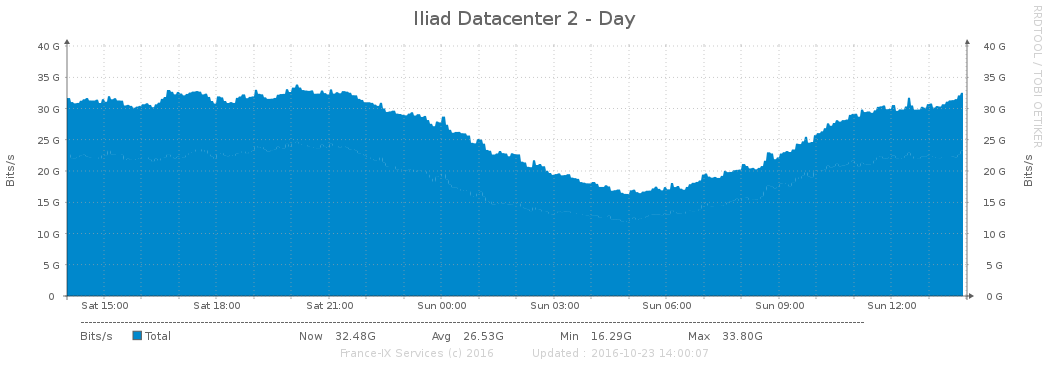 Iliad Datacenter 2 - Day
RRDTOOL / TOBI OETIKER
Bits/s
40 G
35 G
30 G
25 G
20 G
15 G
10 G
5 G
0
40 G
35 G
30 G
25 G
20 G
15 G
10 G
5 G
0 G
Bits/s
Sat 15:00 Sat 18:00 Sat 21:00 Sun 00:00 Sun 03:00 Sun 06:00 Sun 09:00 Sun 12:00
Bits/s Total Now 32.48G Avg 26.53G Min 16.29G Max 33.80G
France-IX Services (c) 2016 Updated : 2016-10-23 14:00:07